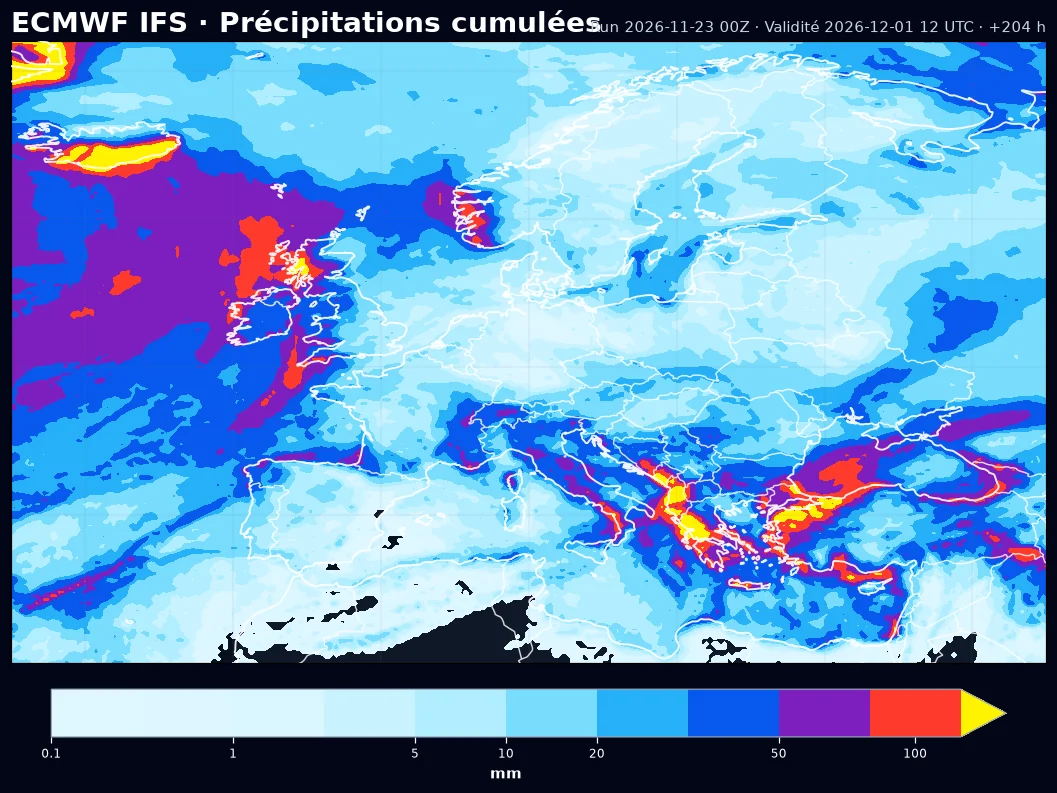 ECMWF IFS · Précipitations cumulées
Run 2026-11-23 00Z · Validité 2026-12-01 12 UTC · +204 h
0.1 1 5 10 20 50 100
mm